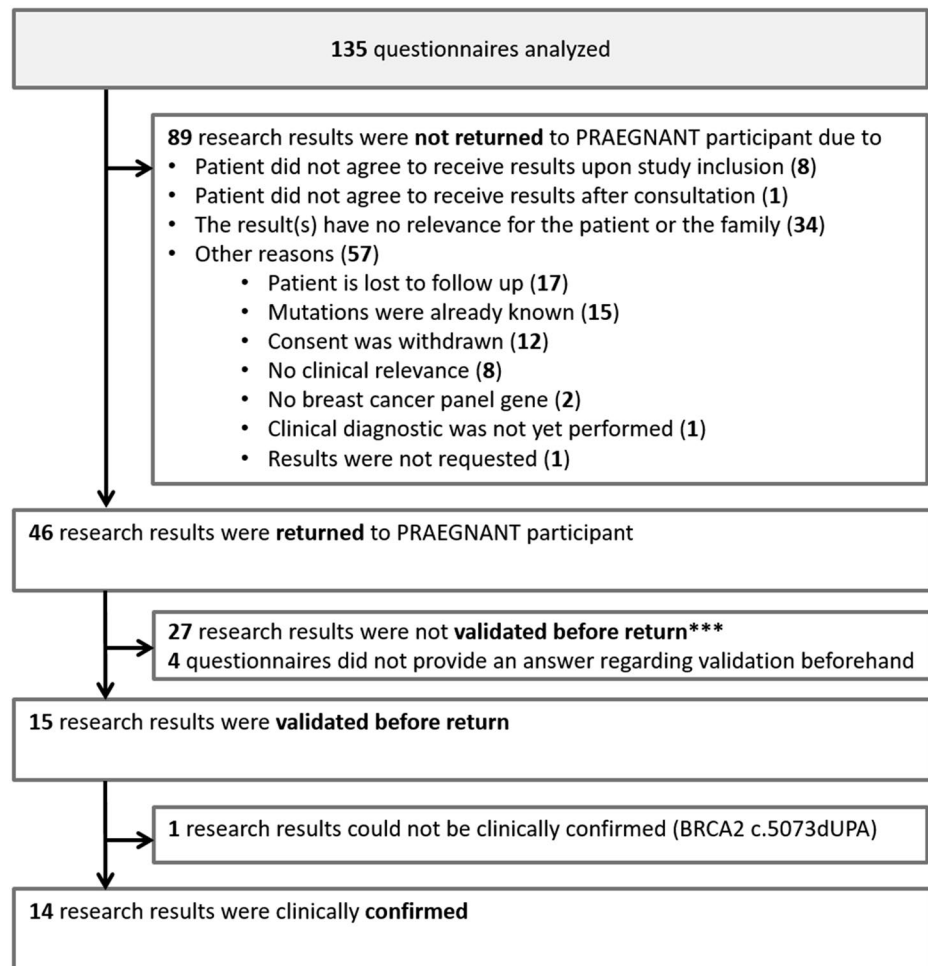 135 questionnaires analyzed
89 research results were not returned to PRAEGNANT participant due to
• Patient did not agree to receive results upon study inclusion (8)
• Patient did not agree to receive results after consultation (1)
• The result(s) have no relevance for the patient or the family (34)
• Other reasons (57)
• Patient is lost to follow up (17)
• Mutations were already known (15)
• Consent was withdrawn (12)
• No clinical relevance (8)
• No breast cancer panel gene (2)
• Clinical diagnostic was not yet performed (1)
• Results were not requested (1)
46 research results were returned to PRAEGNANT participant
27 research results were not validated before return***
4 questionnaires did not provide an answer regarding validation beforehand
15 research results were validated before return
1 research results could not be clinically confirmed (BRCA2 c.5073dUPA)
14 research results were clinically confirmed